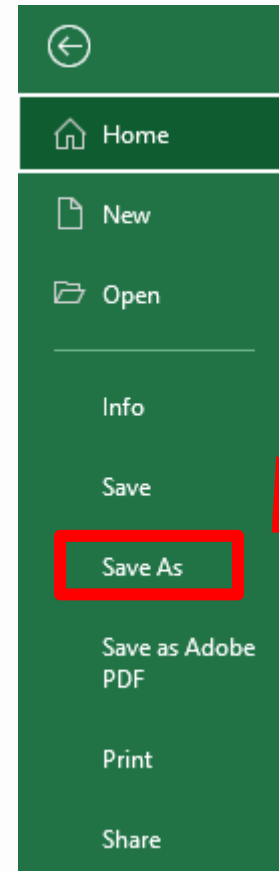 Home
New
Open
Info
Save
Save As
Save as Adobe
PDF
Print
Share